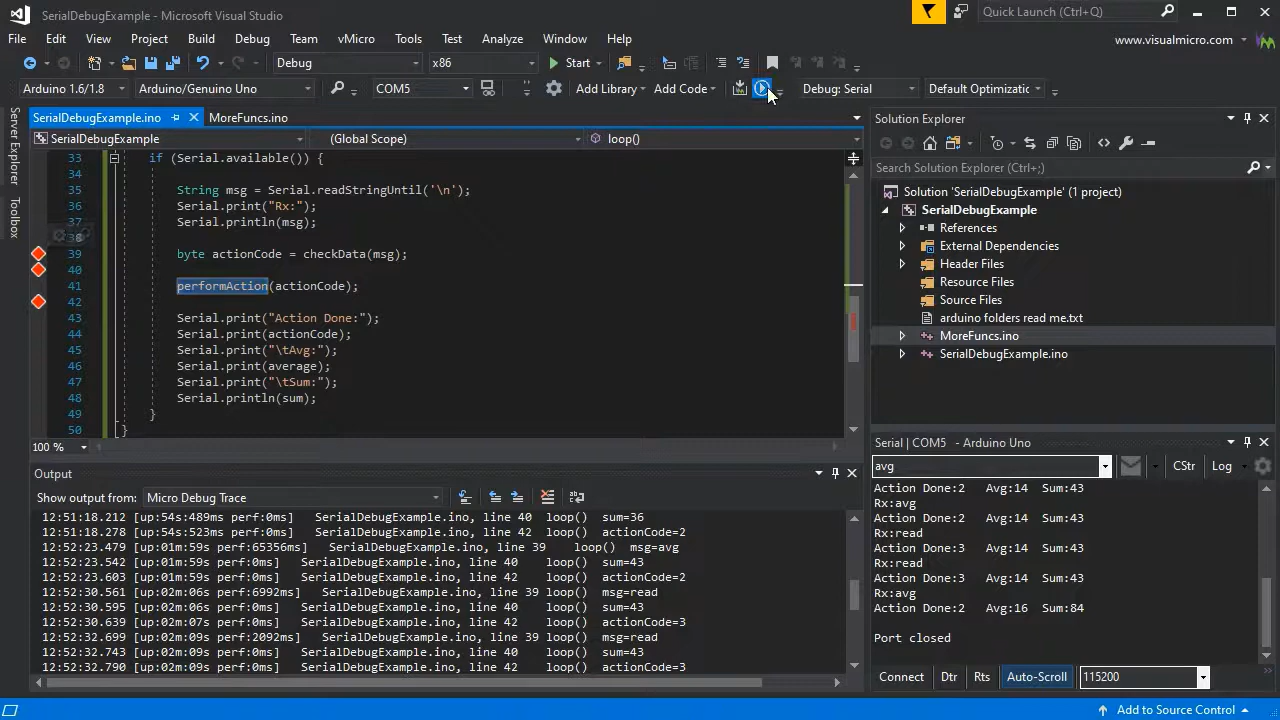 SerialDebugExample - Microsoft Visual Studio
Quick Launch (Ctrl+Q)
File Edit View Project Build Debug Team vMicro Tools Test Analyze Window Help
www.visualmicro.com
Debug x86 Start
Arduino 1.6/1.8 Arduino/Genuino Uno COM5 Add Library Add Code Debug: Serial Default Optimizatic
Server Explorer
Toolbox
SerialDebugExample.ino MoreFuncs.ino
SerialDebugExample (Global Scope) loop()
33 if (Serial.available()) {
34
35 String msg = Serial.readStringUntil('\n');
36 Serial.print("Rx:");
37 Serial.println(msg);
38
39 byte actionCode = checkData(msg);
40
41 performAction(actionCode);
42
43 Serial.print("Action Done:");
44 Serial.print(actionCode);
45 Serial.print("\tAvg:");
46 Serial.print(average);
47 Serial.print("\tSum:");
48 Serial.println(sum);
49 }
50 }
100 %
Output
Show output from: Micro Debug Trace
12:51:18.212 [up:54s:489ms perf:0ms] SerialDebugExample.ino, line 40 loop() sum=36
12:51:18.278 [up:54s:523ms perf:0ms] SerialDebugExample.ino, line 42 loop() actionCode=2
12:52:23.479 [up:01m:59s perf:65356ms] SerialDebugExample.ino, line 39 loop() msg=avg
12:52:23.542 [up:01m:59s perf:0ms] SerialDebugExample.ino, line 40 loop() sum=43
12:52:23.603 [up:01m:59s perf:0ms] SerialDebugExample.ino, line 42 loop() actionCode=2
12:52:30.561 [up:02m:07s perf:6992ms] SerialDebugExample.ino, line 39 loop() msg=read
12:52:30.595 [up:02m:07s perf:0ms] SerialDebugExample.ino, line 40 loop() sum=43
12:52:30.639 [up:02m:07s perf:0ms] SerialDebugExample.ino, line 42 loop() actionCode=3
12:52:32.699 [up:02m:09s perf:2092ms] SerialDebugExample.ino, line 39 loop() msg=read
12:52:32.743 [up:02m:09s perf:0ms] SerialDebugExample.ino, line 40 loop() sum=43
12:52:32.790 [up:02m:09s perf:0ms] SerialDebugExample.ino, line 42 loop() actionCode=3
Solution Explorer
Search Solution Explorer (Ctrl+;)
Solution 'SerialDebugExample' (1 project)
SerialDebugExample
References
External Dependencies
Header Files
Resource Files
Source Files
arduino folders read me.txt
MoreFuncs.ino
SerialDebugExample.ino
Serial | COM5 - Arduino Uno
avg CStr Log
Action Done:2 Avg:14 Sum:43
Rx:avg
Action Done:2 Avg:14 Sum:43
Rx:read
Action Done:3 Avg:14 Sum:43
Rx:read
Action Done:3 Avg:14 Sum:43
Rx:avg
Action Done:2 Avg:16 Sum:84
Port closed
Connect Dtr Rts Auto-Scroll 115200
Add to Source Control